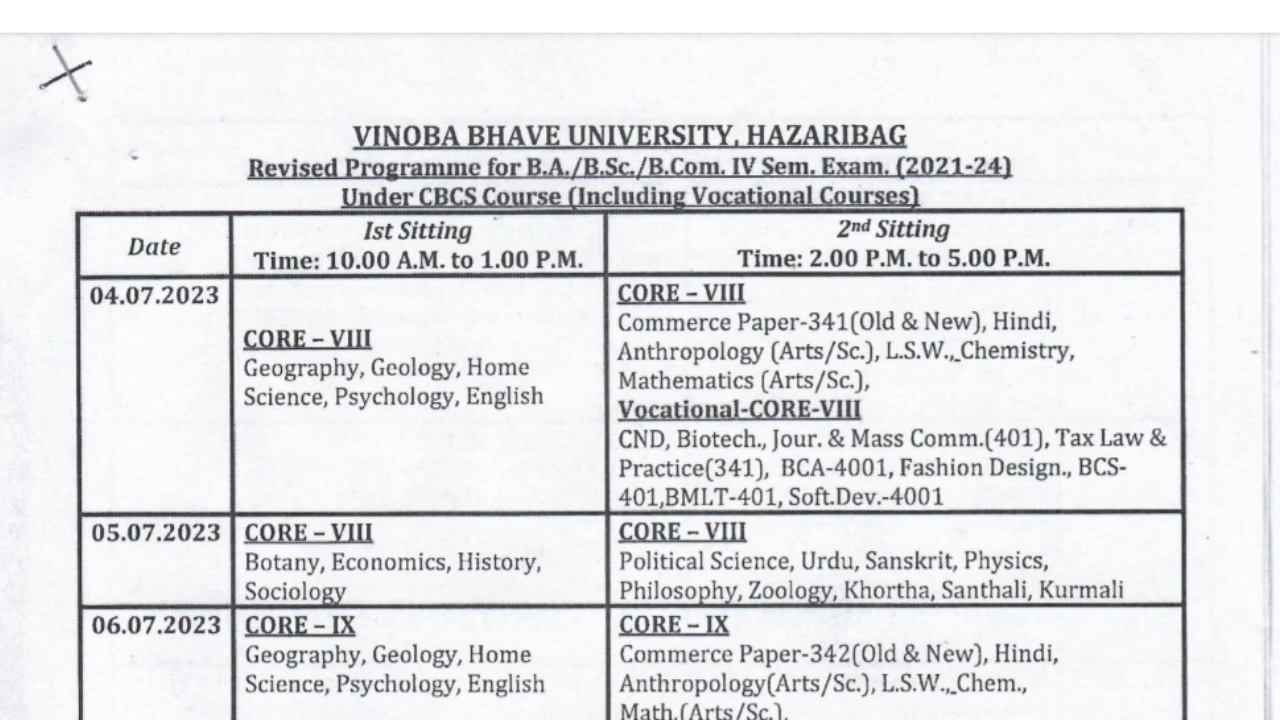 VINOBA BHAVE UNIVERSITY, HAZARIBAG
Revised Programme for B.A./B.Sc./B.Com. IV Sem. Exam. (2021-24)
Under CBCS Course (Including Vocational Courses)
Date
Ist Sitting
Time: 10.00 A.M. to 1.00 P.M.
2nd Sitting
Time: 2.00 P.M. to 5.00 P.M.
04.07.2023
CORE – VIII
Geography, Geology, Home
Science, Psychology, English
CORE – VIII
Commerce Paper-341(Old & New), Hindi,
Anthropology (Arts/Sc.), L.S.W.,_Chemistry,
Mathematics (Arts/Sc.),
Vocational-CORE-VIII
CND, Biotech., Jour. & Mass Comm.(401), Tax Law &
Practice(341), BCA-4001, Fashion Design., BCS-
401,BMLT-401, Soft.Dev.-4001
05.07.2023
CORE – VIII
Botany, Economics, History,
Sociology
CORE – VIII
Political Science, Urdu, Sanskrit, Physics,
Philosophy, Zoology, Khortha, Santhali, Kurmali
06.07.2023
CORE – IX
Geography, Geology, Home
Science, Psychology, English
CORE – IX
Commerce Paper-342(Old & New), Hindi,
Anthropology(Arts/Sc.), L.S.W.,_Chem.,
Math.(Arts/Sc.),